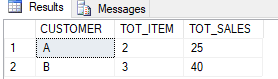 Results Messages
CUSTOMER TOT_ITEM TOT_SALES
1 A 2 25
2 B 3 40